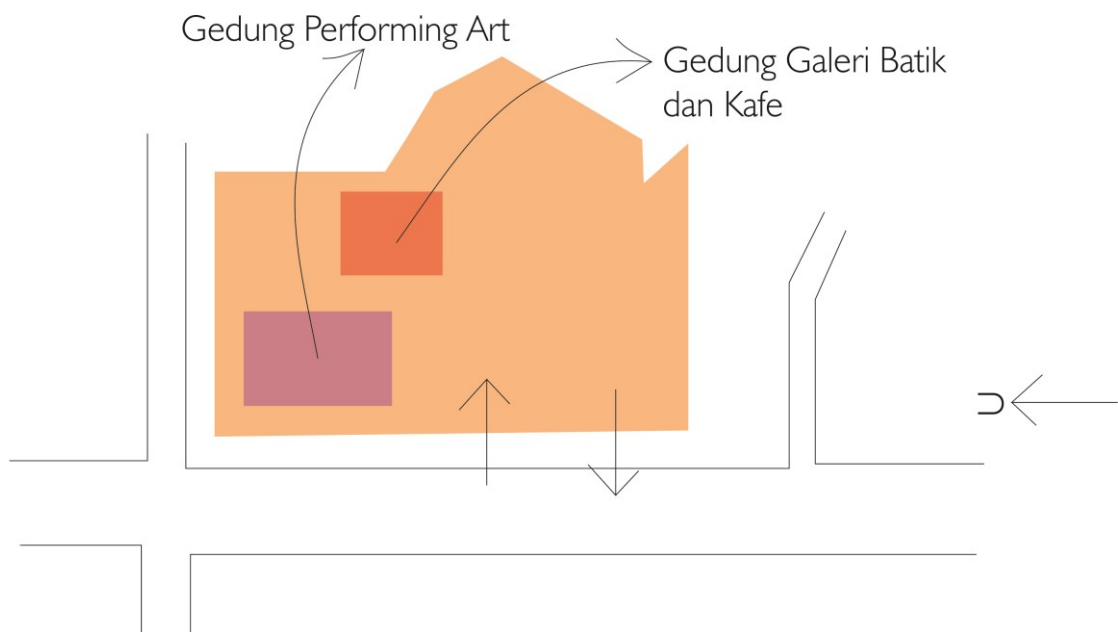 Gedung Performing Art
Gedung Galeri Batik
dan Kafe
U